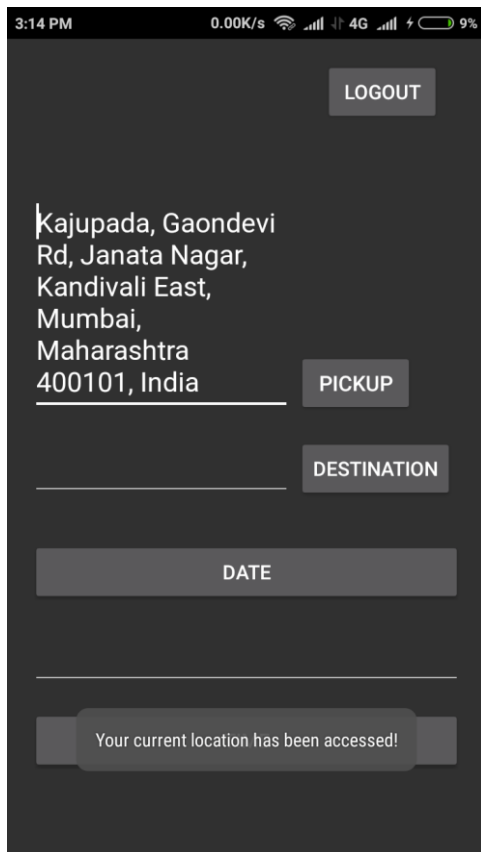 3:14 PM 0.00K/s 4G 9%
LOGOUT
Kajupada, Gaondevi
Rd, Janata Nagar,
Kandivali East,
Mumbai,
Maharashtra
400101, India
PICKUP
DESTINATION
DATE
Your current location has been accessed!